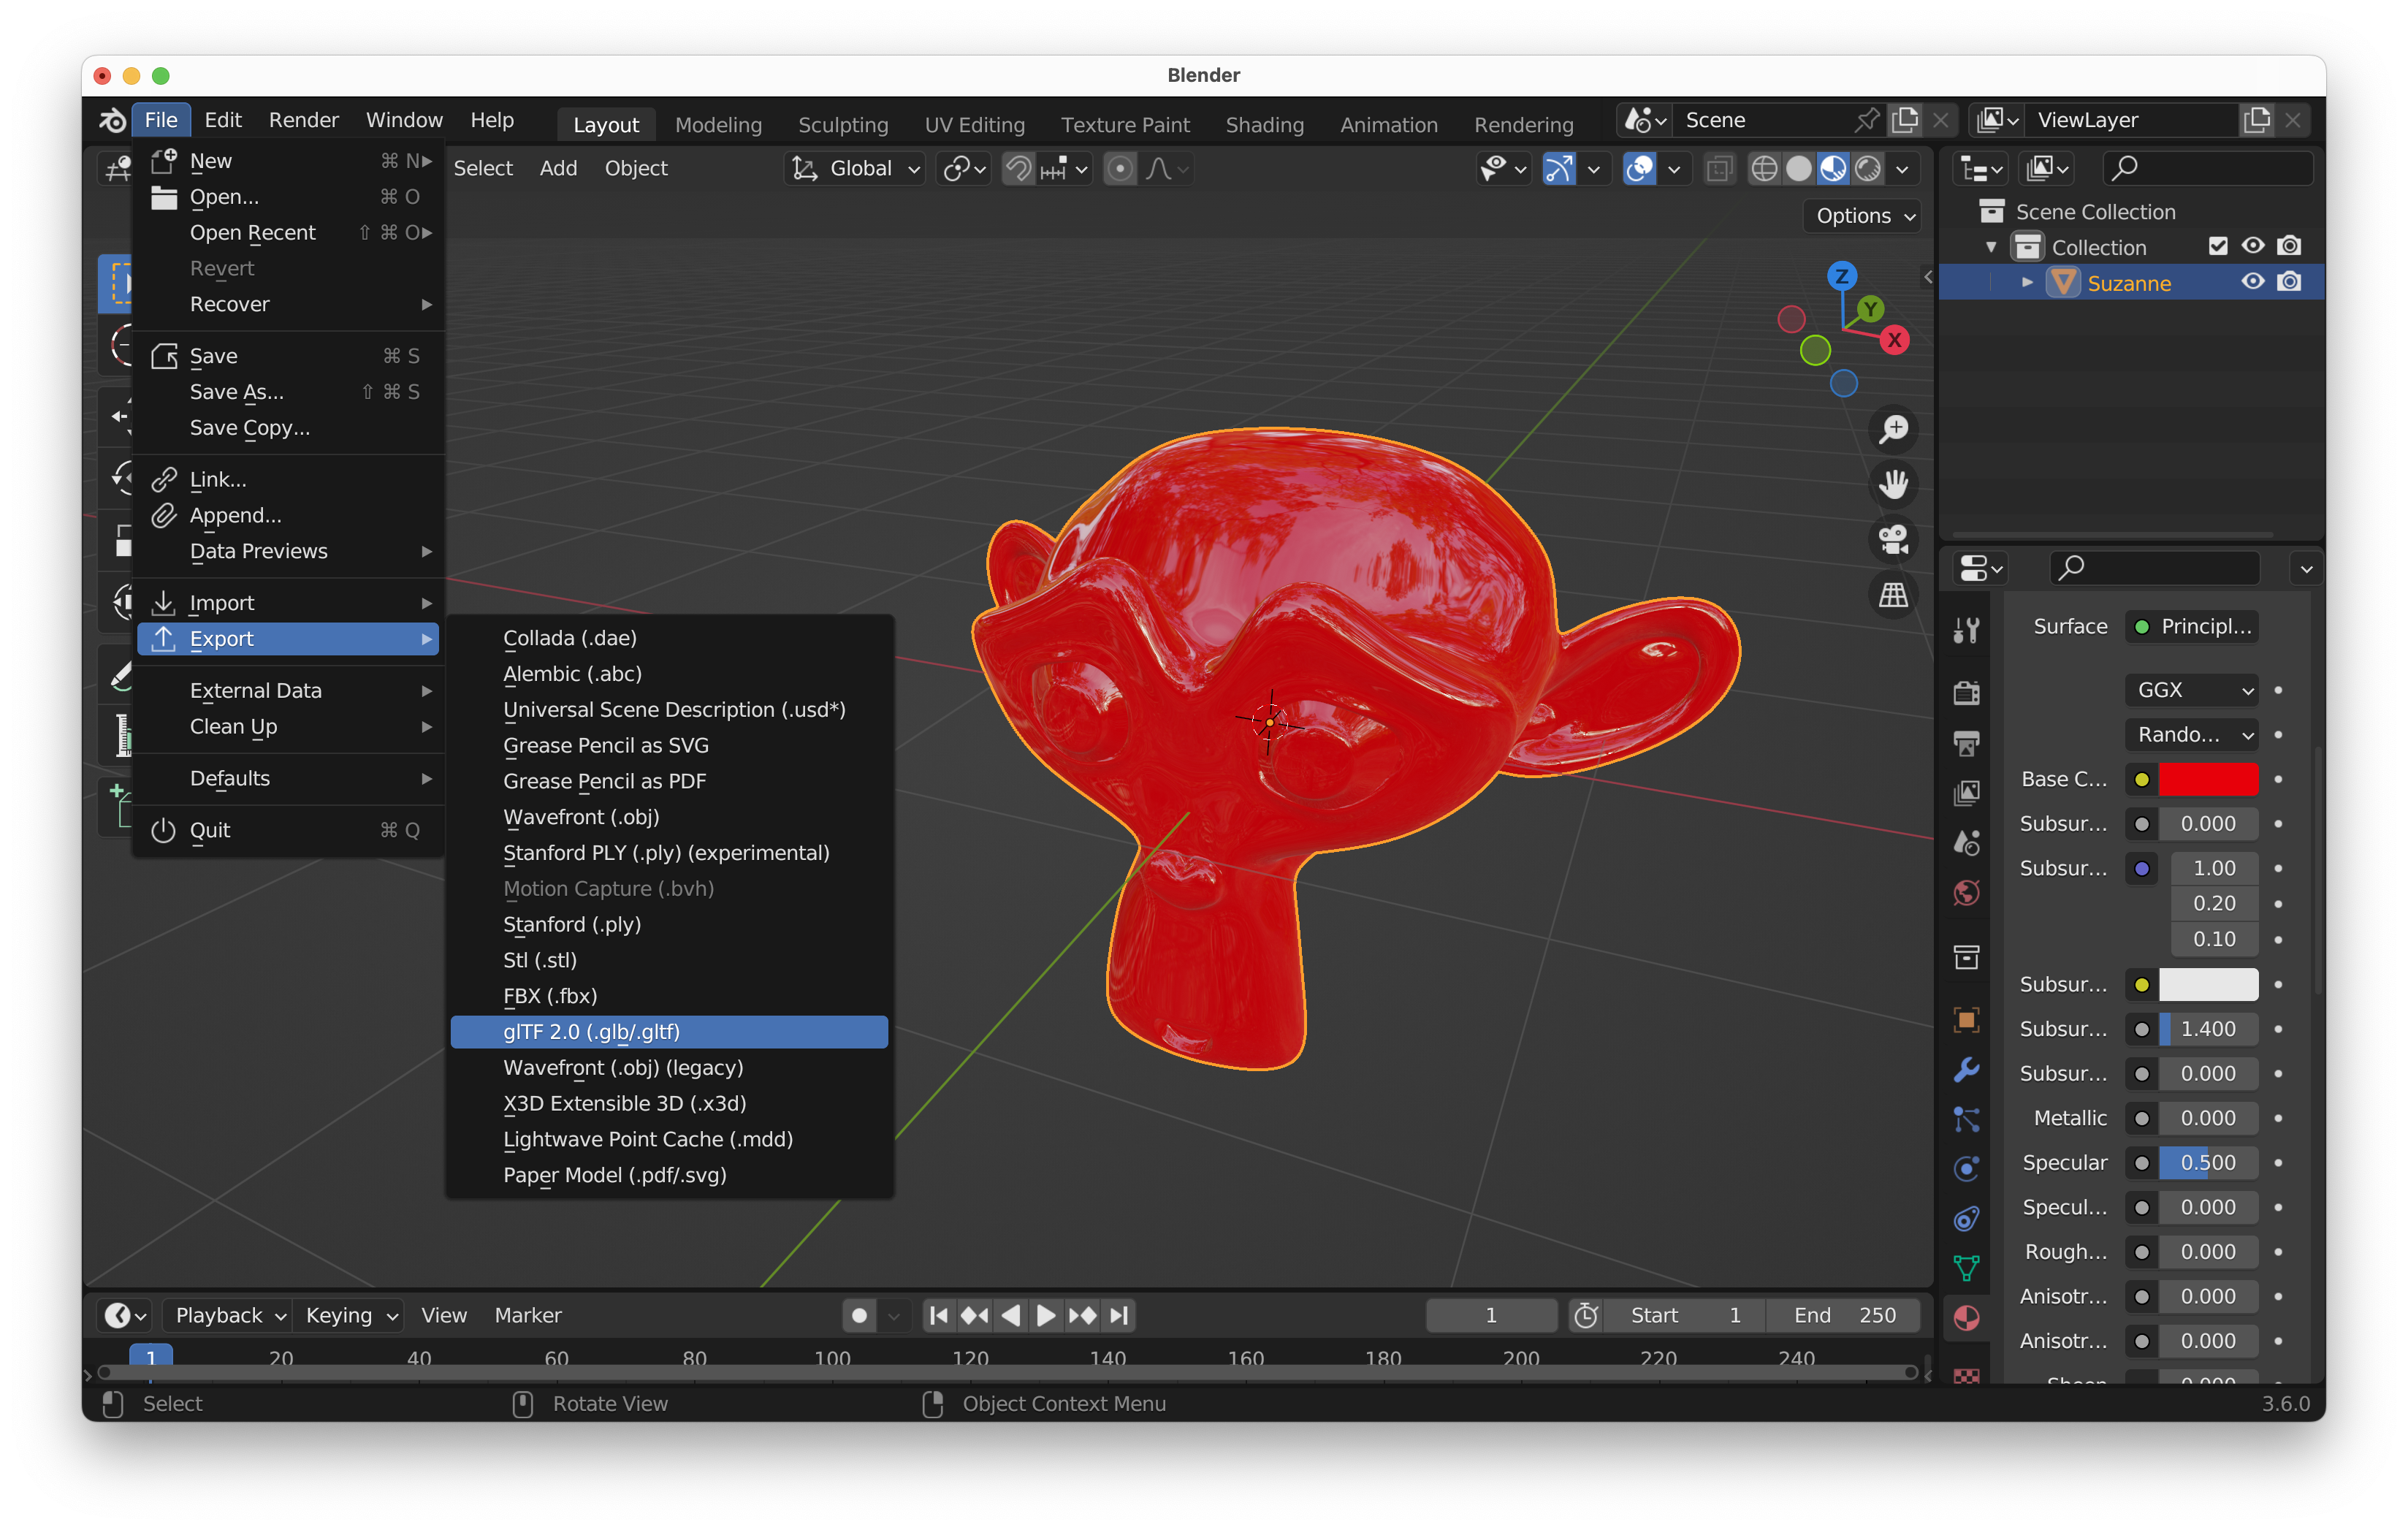 Blender
File Edit Render Window Help Layout Modeling Sculpting UV Editing Texture Paint Shading Animation Rendering Scene ViewLayer
Select Add Object Global
Options
New ⌘ N
Open... ⌘ O
Open Recent ⇧ ⌘ O
Revert
Recover
Save ⌘ S
Save As... ⇧ ⌘ S
Save Copy...
Link...
Append...
Data Previews
Import
Export
External Data
Clean Up
Defaults
Quit ⌘ Q
Collada (.dae)
Alembic (.abc)
Universal Scene Description (.usd*)
Grease Pencil as SVG
Grease Pencil as PDF
Wavefront (.obj)
Stanford PLY (.ply) (experimental)
Motion Capture (.bvh)
Stanford (.ply)
Stl (.stl)
FBX (.fbx)
glTF 2.0 (.glb/.gltf)
Wavefront (.obj) (legacy)
X3D Extensible 3D (.x3d)
Lightwave Point Cache (.mdd)
Paper Model (.pdf/.svg)
Z
Y
X
Scene Collection
Collection
Suzanne
Surface Principl...
GGX
Rando...
Base C...
Subsur... 0.000
Subsur... 1.00
0.20
0.10
Subsur...
Subsur... 1.400
Subsur... 0.000
Metallic 0.000
Specular 0.500
Specul... 0.000
Rough... 0.000
Anisotr... 0.000
Anisotr... 0.000
Playback Keying View Marker 1 Start 1 End 250
1 20 40 60 80 100 120 140 160 180 200 220 240
Select Rotate View Object Context Menu 3.6.0